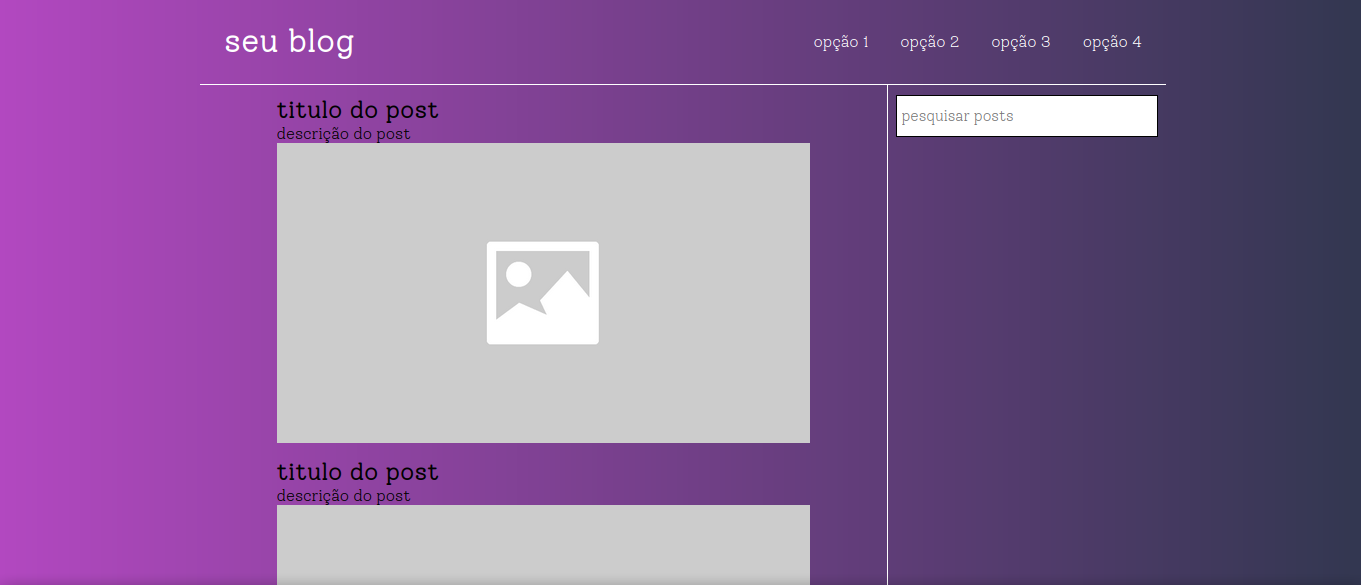 seu blog
opção 1
opção 2
opção 3
opção 4
titulo do post
descrição do post
pesquisar posts
titulo do post
descrição do post